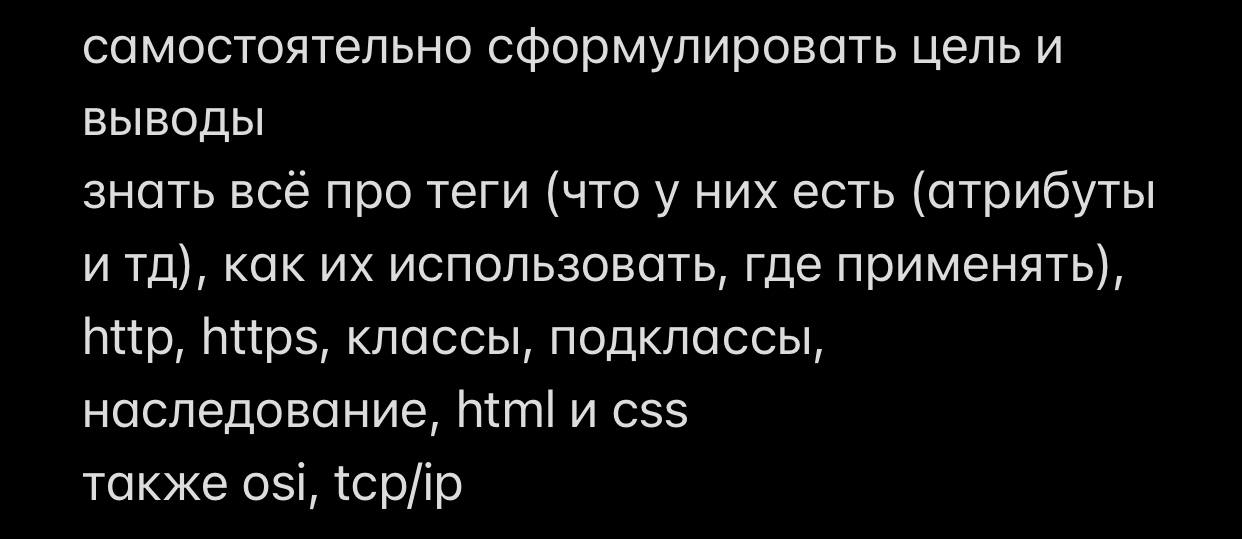 самостоятельно сформулировать цель и
выводы
знать всё про теги (что у них есть (атрибуты
и тд), как их использовать, где применять),
http, https, классы, подклассы,
наследование, html и css
также osi, tcp/ip